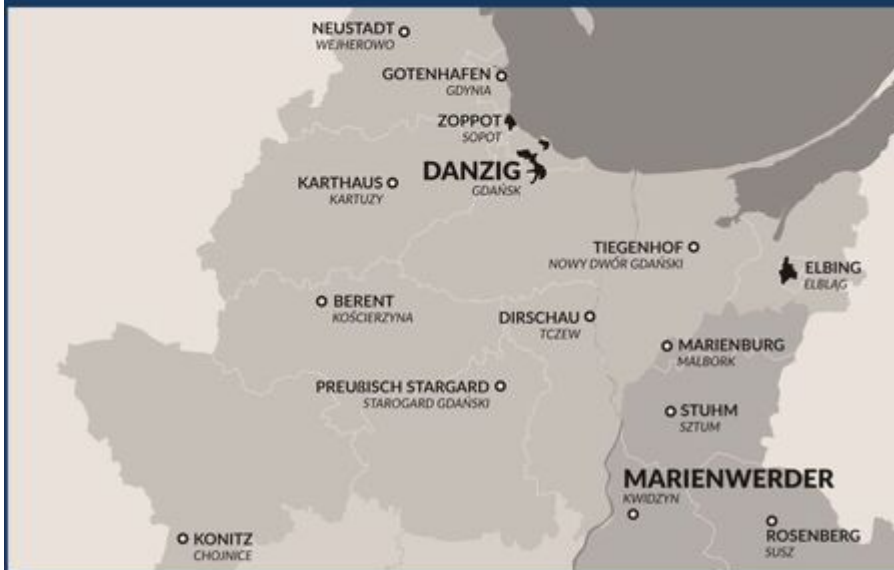 NEUSTADT
WEJHEROWO
GOTENHAFEN
GDYNIA
ZOPPOT
SOPOT
DANZIG
GDAŃSK
KARTHAUS
KARTUZY
TIEGENHOF
NOWY DWÓR GDAŃSKI
ELBING
ELBLĄG
BERENT
KOŚCIERZYNA
DIRSCHAU
TCZEW
MARIENBURG
MALBORK
PREUßISCH STARGARD
STAROGARD GDAŃSKI
STUHM
SZTUM
MARIENWERDER
KWIDZYN
ROSENBERG
SUSZ
KONITZ
CHOJNICE